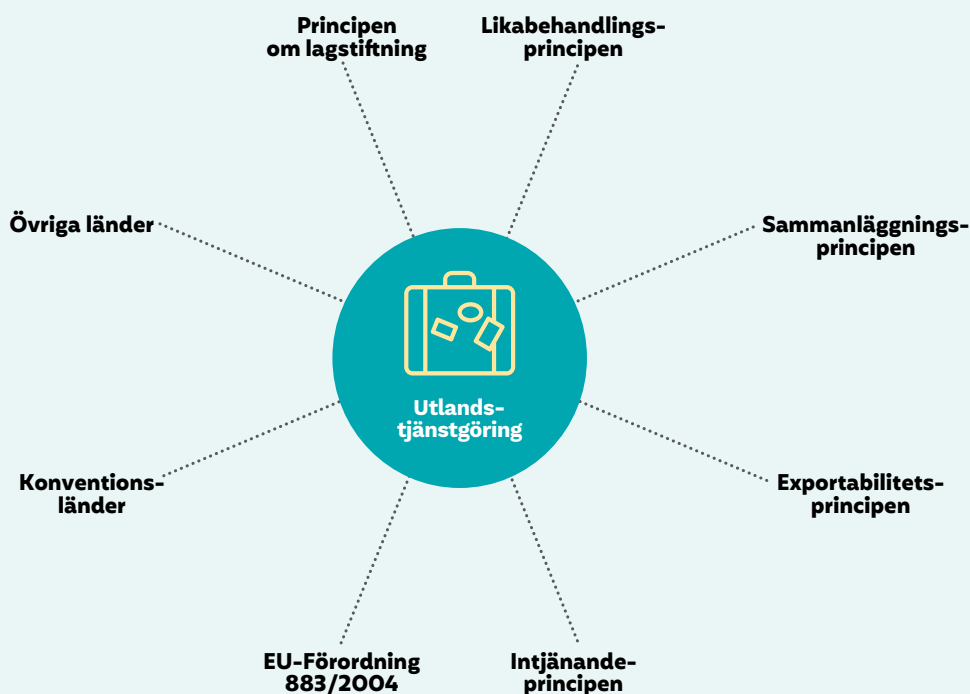 Principen
om lagstiftning
Likabehandlings-
principen
Övriga länder
Sammanläggnings-
principen
Utlands-
tjänstgöring
Konventions-
länder
Exportabilitets-
principen
EU-Förordning
883/2004
Intjänande-
principen